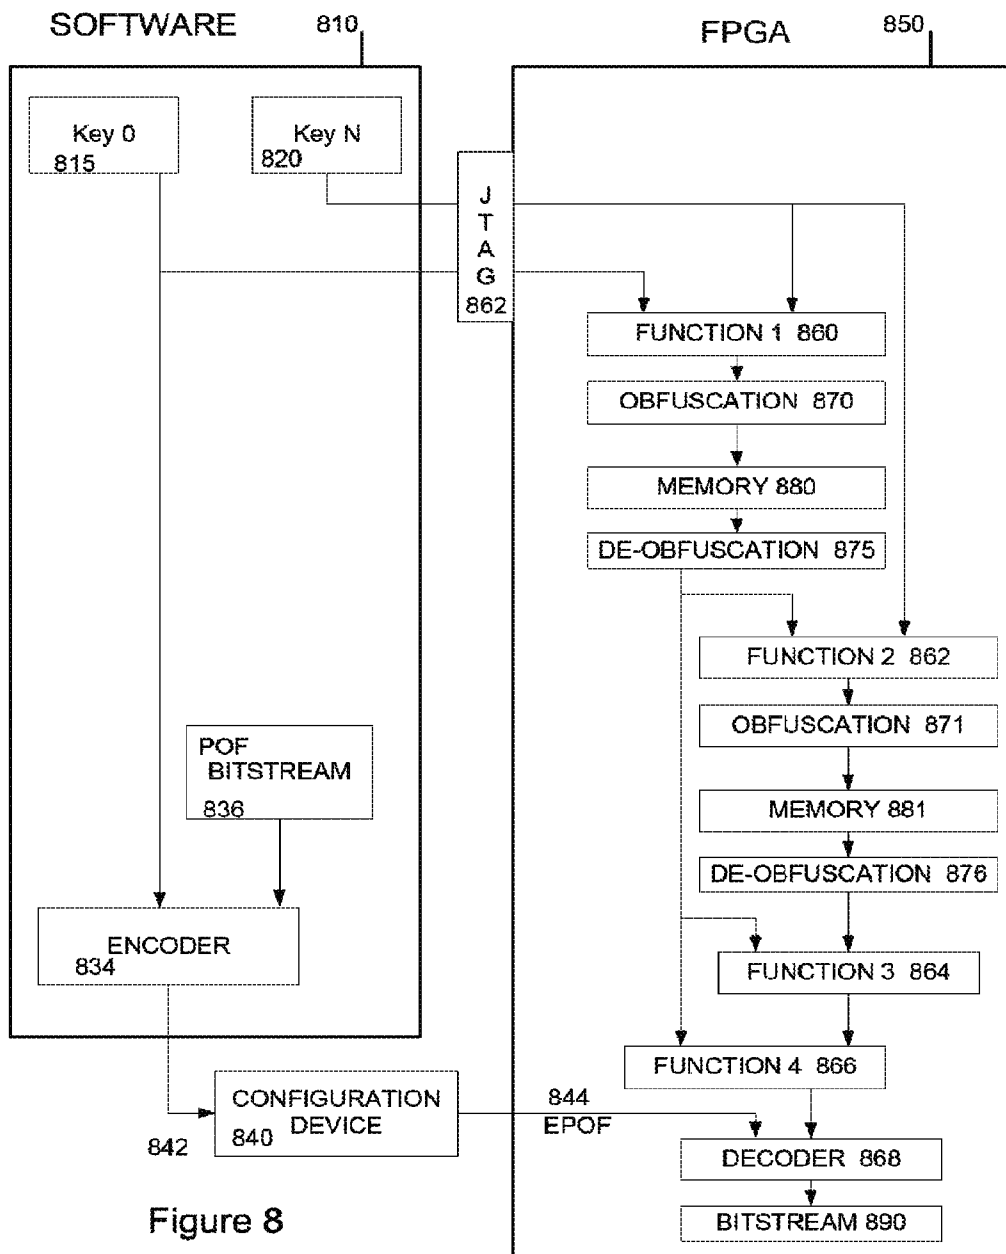 SOFTWARE 810
FPGA 850
Key 0
815
Key N
820
J
T
A
G
862
FUNCTION 1 860
OBFUSCATION 870
MEMORY 880
DE-OBFUSCATION 875
FUNCTION 2 862
OBFUSCATION 871
MEMORY 881
DE-OBFUSCATION 876
POF
BITSTREAM
836
ENCODER
834
FUNCTION 3 864
FUNCTION 4 866
CONFIGURATION
DEVICE
840
842
844
EPOF
DECODER 868
BITSTREAM 890
Figure 8